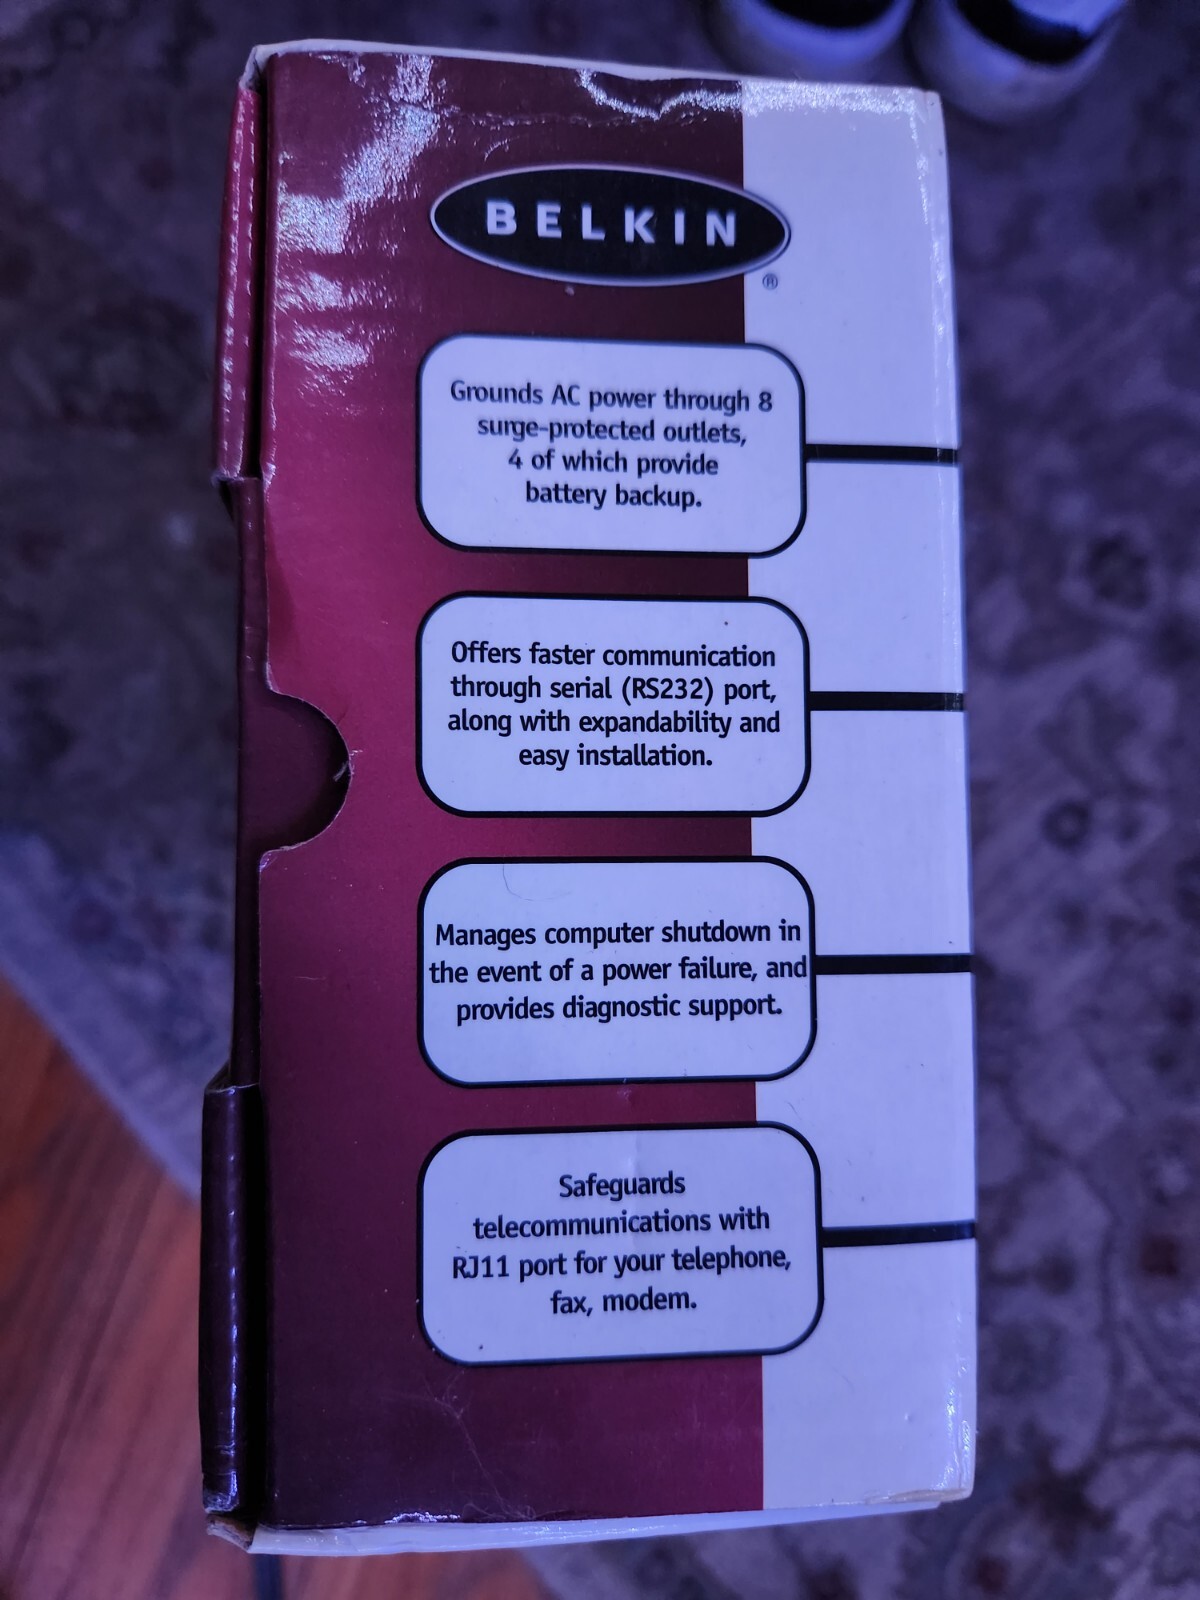 BELKIN
®
Grounds AC power through 8
surge-protected outlets,
4 of which provide
battery backup.
Offers faster communication
through serial (RS232) port,
along with expandability and
easy installation.
Manages computer shutdown in
the event of a power failure, and
provides diagnostic support.
Safeguards
telecommunications with
RJ11 port for your telephone,
fax, modem.